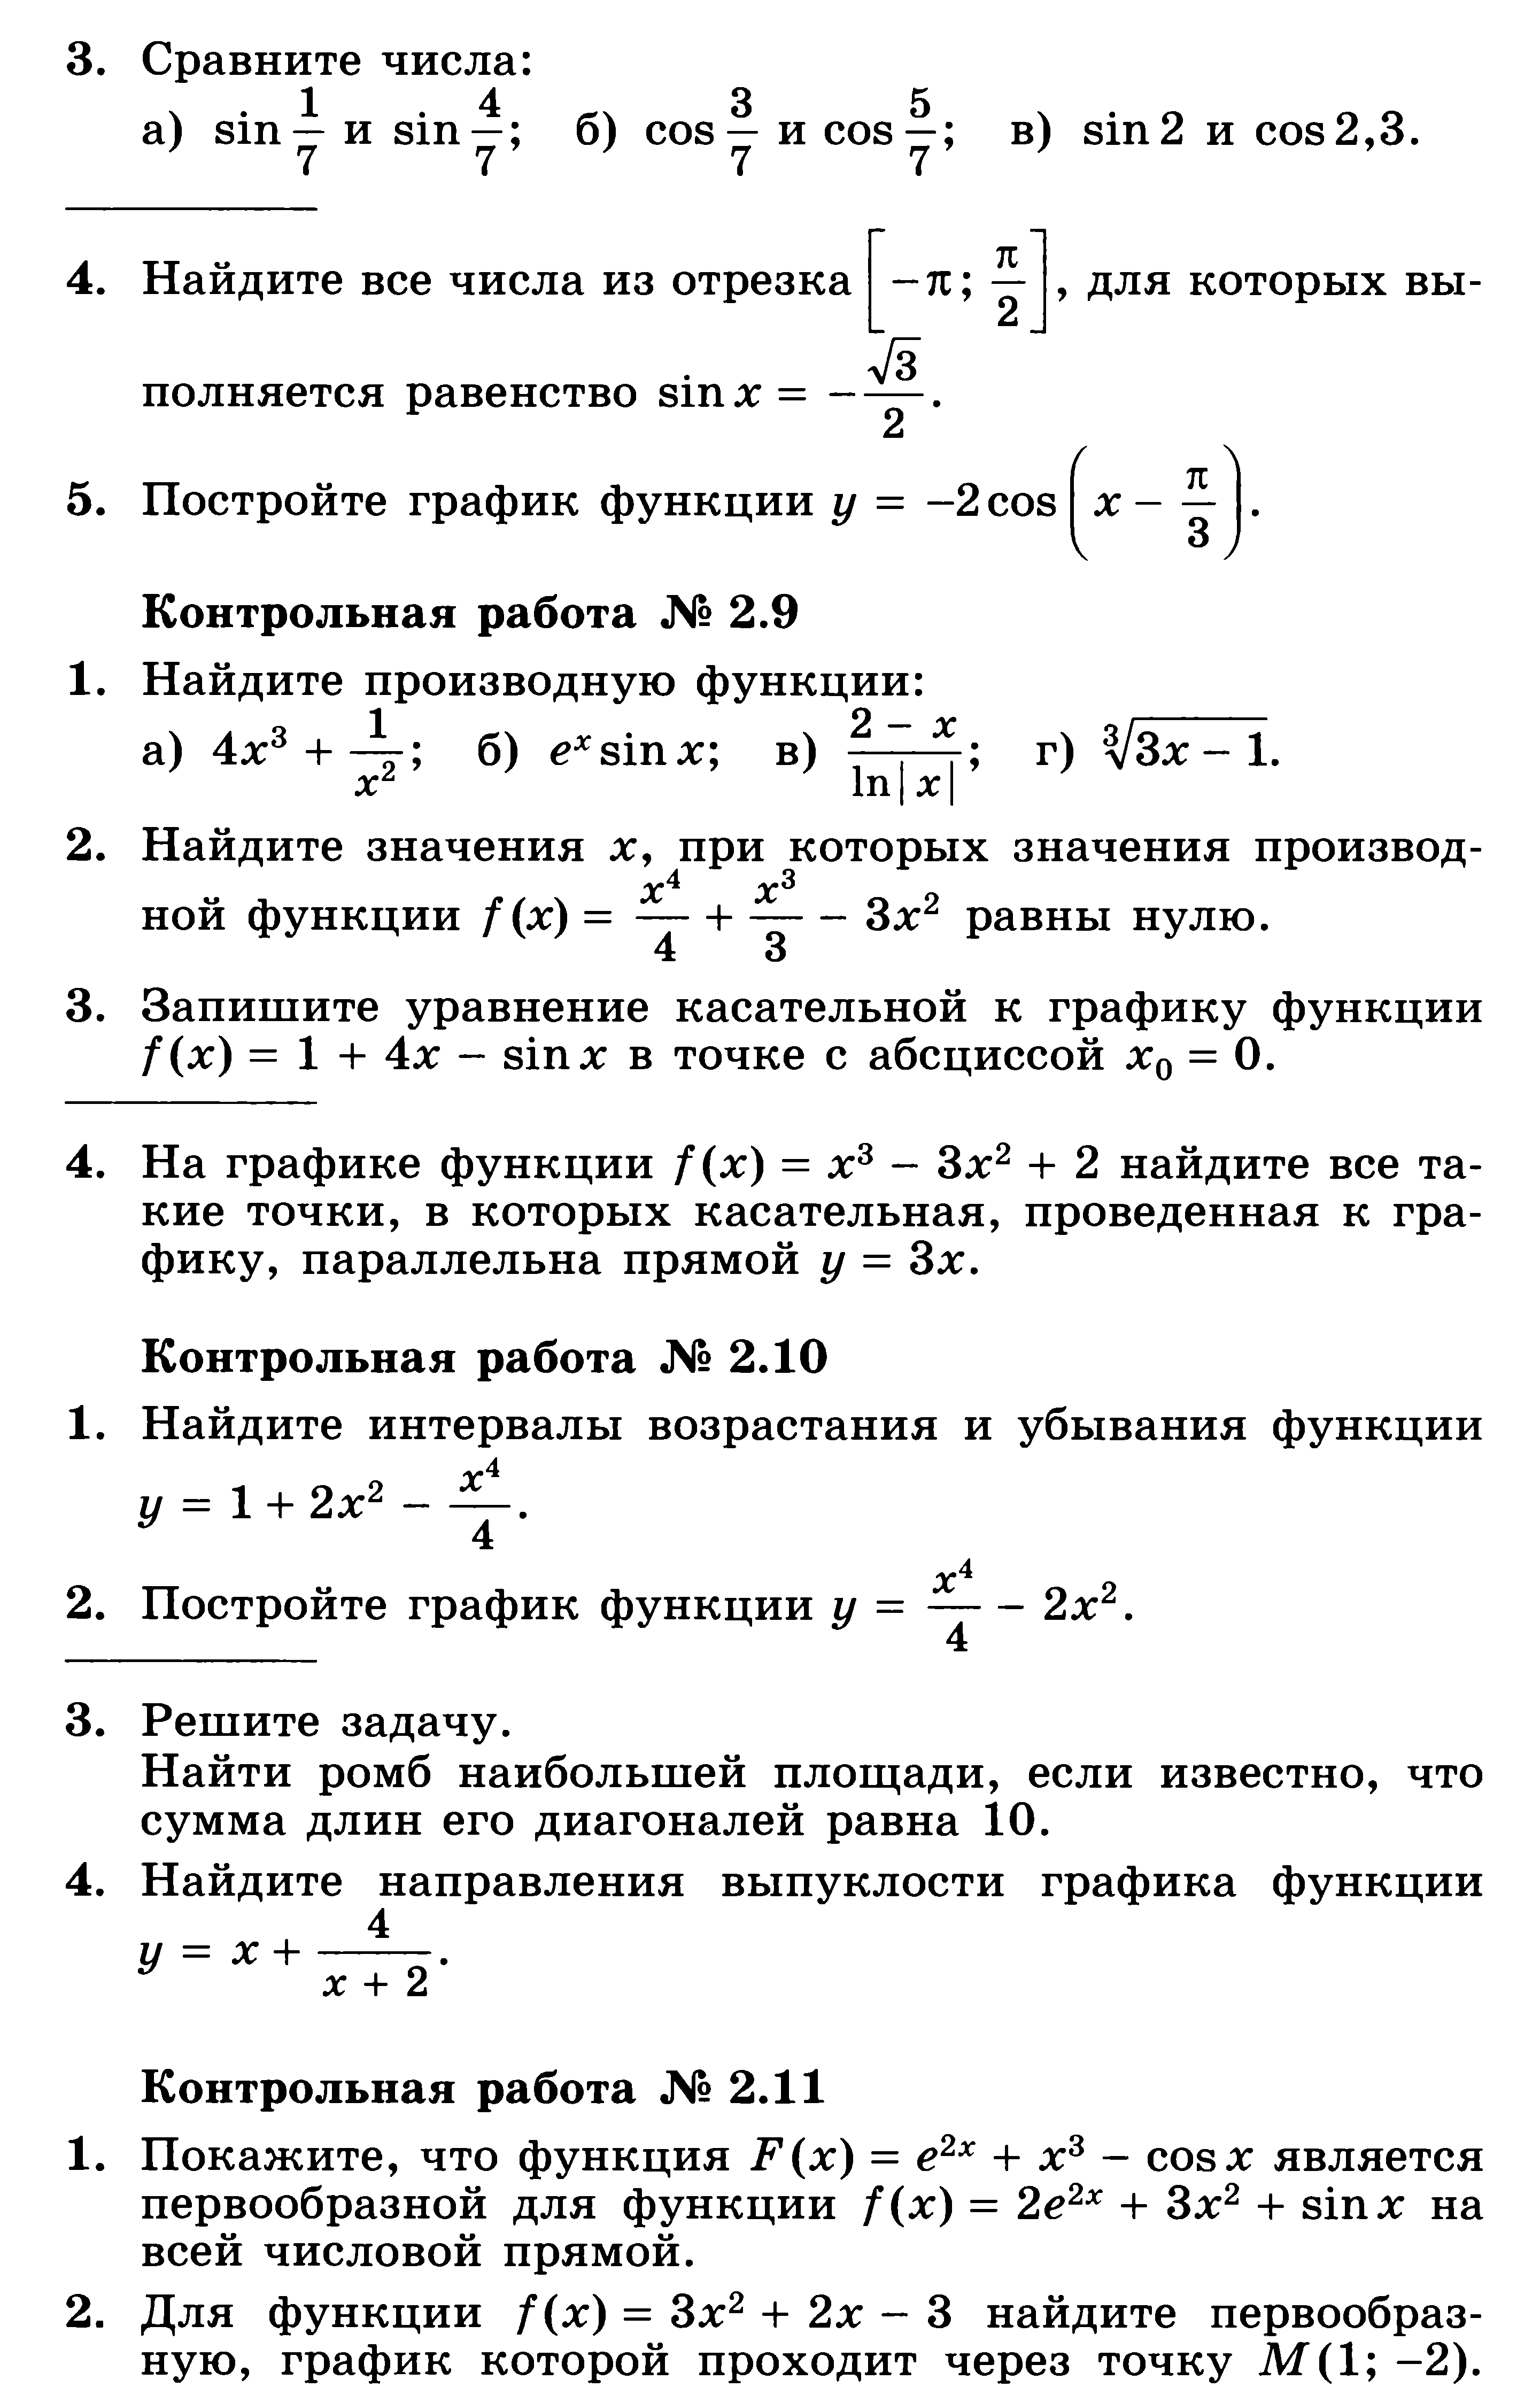 3. Сравните числа:
а) sin 1/7 и sin 4/7; б) cos 3/7 и cos 5/7; в) sin 2 и cos 2,3.
4. Найдите все числа из отрезка [−π; π/2], для которых вы-
полняется равенство sin x = −√3/2.
5. Постройте график функции y = −2 cos(x − π/3).
Контрольная работа № 2.9
1. Найдите производную функции:
а) 4x³ + 1/x²; б) eˣ sin x; в) (2 − x)/ln|x|; г) ∛(3x − 1).
2. Найдите значения x, при которых значения производ-
ной функции f(x) = x⁴/4 + x³/3 − 3x² равны нулю.
3. Запишите уравнение касательной к графику функции
f(x) = 1 + 4x − sin x в точке с абсциссой x₀ = 0.
4. На графике функции f(x) = x³ − 3x² + 2 найдите все та-
кие точки, в которых касательная, проведенная к гра-
фику, параллельна прямой y = 3x.
Контрольная работа № 2.10
1. Найдите интервалы возрастания и убывания функции
y = 1 + 2x² − x⁴/4.
2. Постройте график функции y = x⁴/4 − 2x².
3. Решите задачу.
Найти ромб наибольшей площади, если известно, что
сумма длин его диагоналей равна 10.
4. Найдите направления выпуклости графика функции
y = x + 4/(x + 2).
Контрольная работа № 2.11
1. Покажите, что функция F(x) = e²ˣ + x³ − cos x является
первообразной для функции f(x) = 2e²ˣ + 3x² + sin x на
всей числовой прямой.
2. Для функции f(x) = 3x² + 2x − 3 найдите первообраз-
ную, график которой проходит через точку M(1; −2).